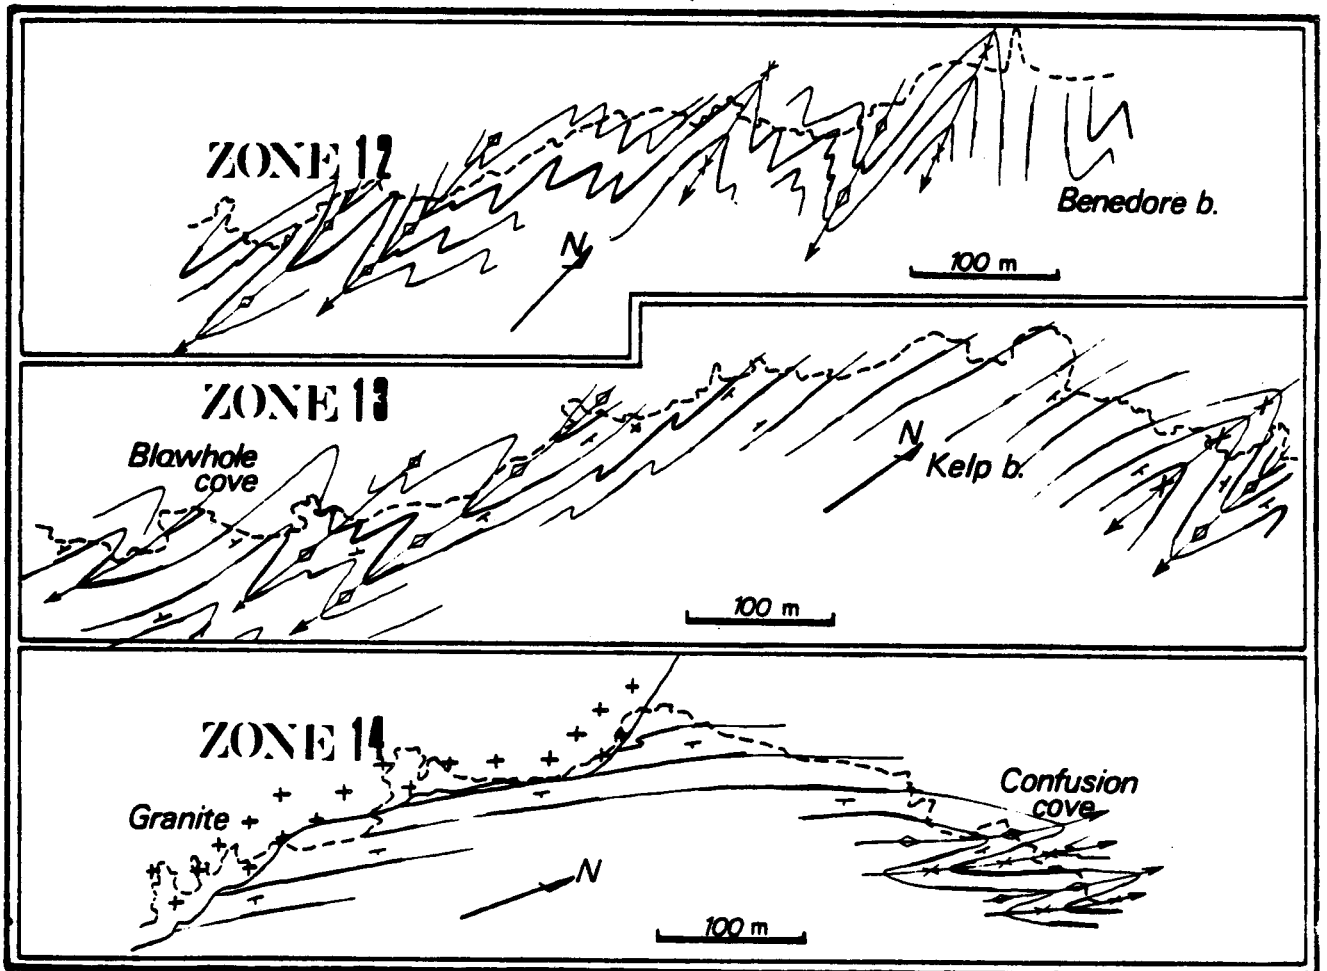 ZONE 12
N
Benedore b.
100 m
ZONE 13
Blowhole
cove
N
Kelp b.
100 m
ZONE 14
Granite
Confusion
cove
N
100 m